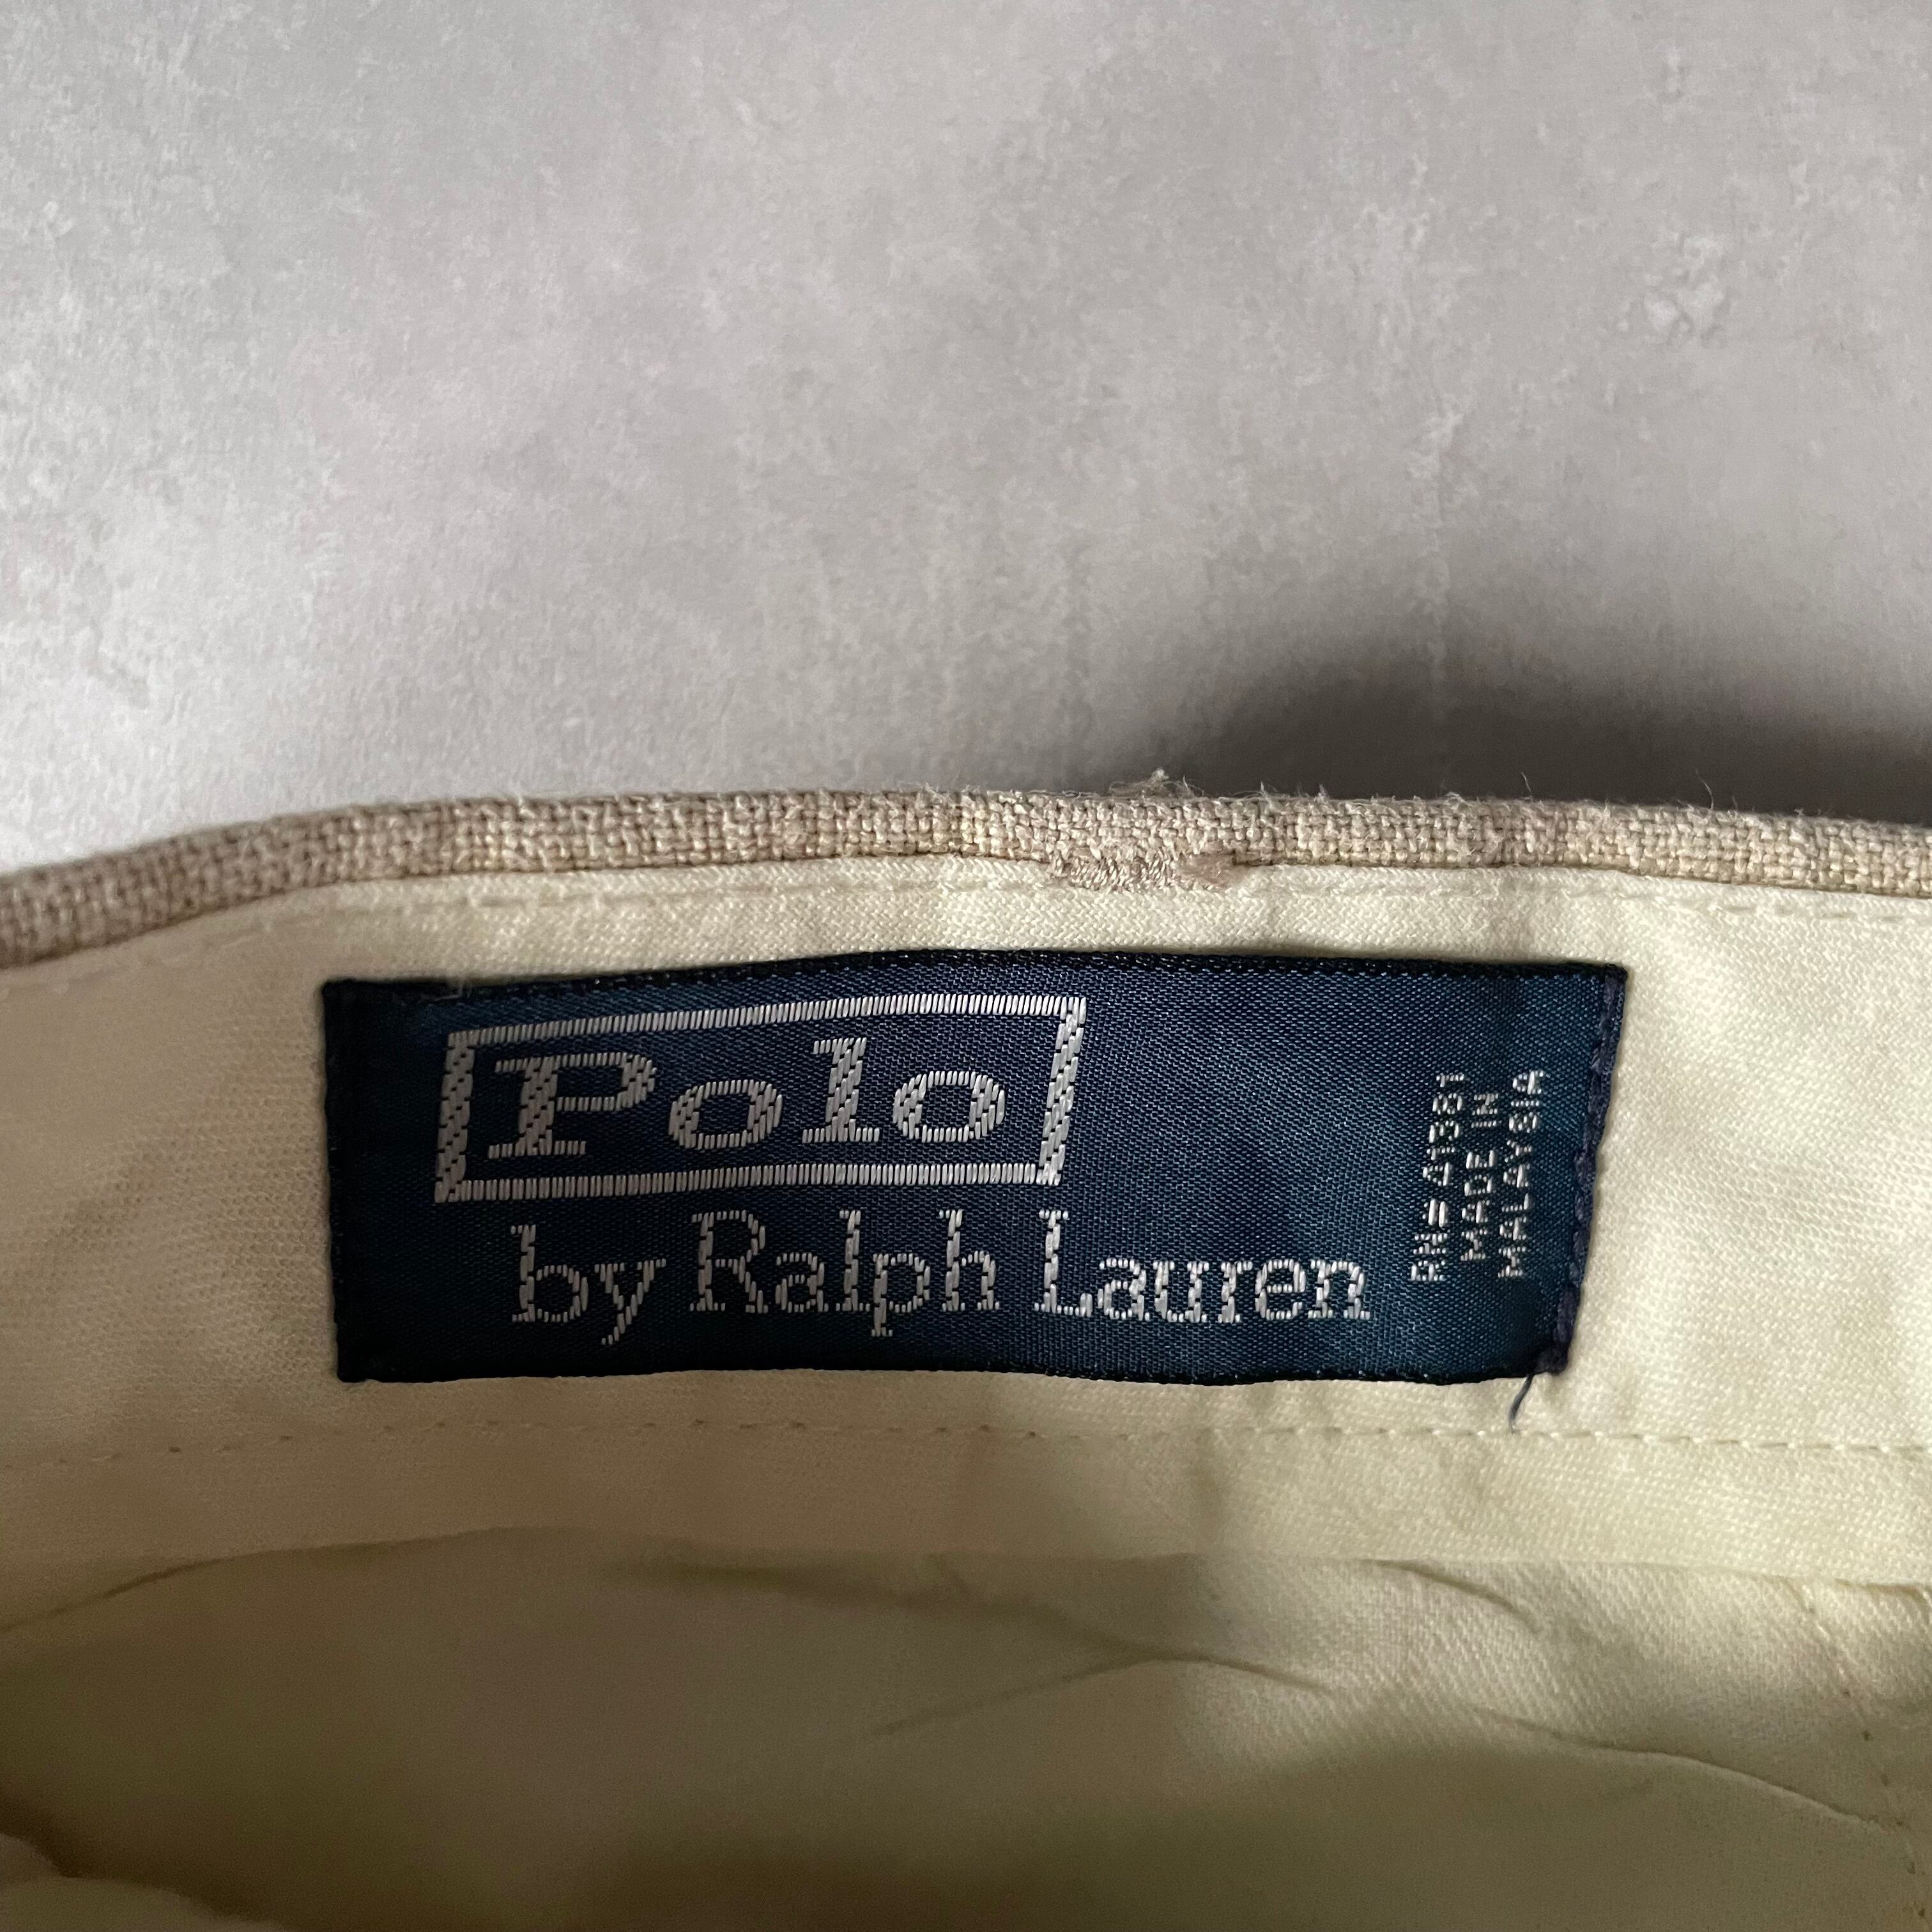 Polo
by Ralph Lauren
RN=41381
MADE IN
MALAYSIA